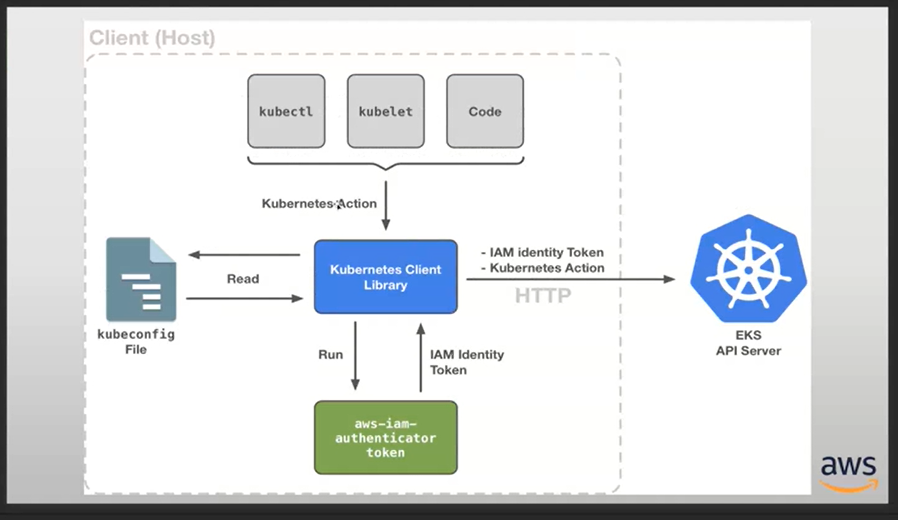 Client (Host)
kubectl
kubelet
Code
Kubernetes Action
Kubernetes Client
Library
Read
kubeconfig
File
- IAM identity Token
- Kubernetes Action
HTTP
EKS
API Server
Run
IAM Identity
Token
aws-iam-
authenticator
token
aws